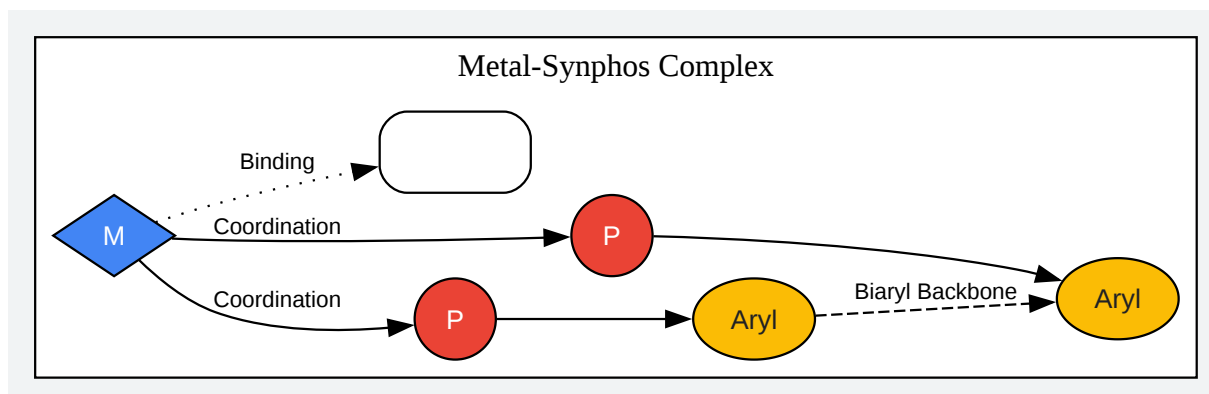 Metal-Synphos Complex
Binding
M
Coordination
P
Coordination
P
Aryl
Biaryl Backbone
Aryl